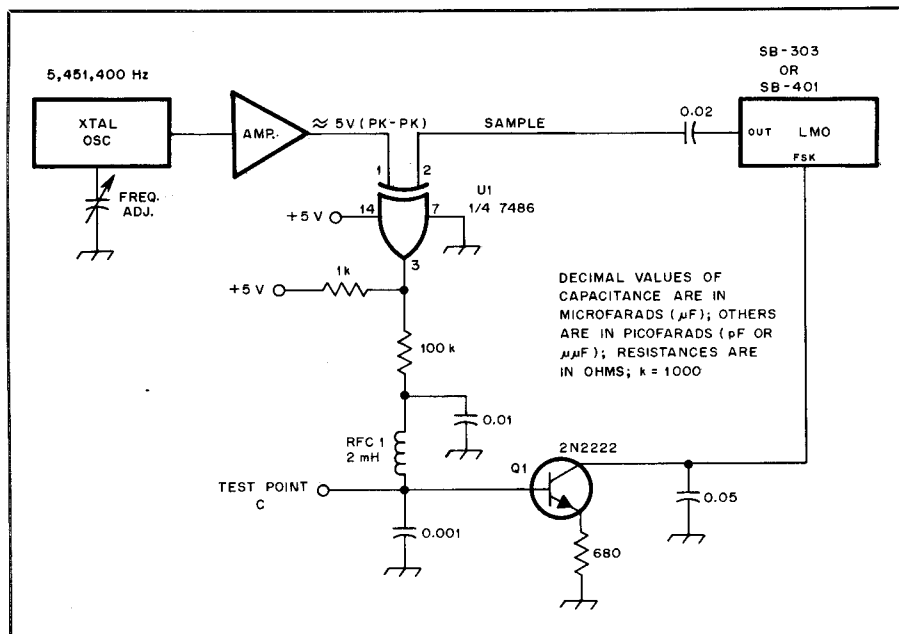 SB-303
OR
SB-401
5,451,400 Hz
XTAL
OSC
AMP.
≈ 5V (PK-PK)
SAMPLE
0.02
OUT LMO
FSK
FREQ.
ADJ.
1 2
U1
1/4 7486
+5 V 14 7
3
1k
+5 V
DECIMAL VALUES OF
CAPACITANCE ARE IN
MICROFARADS (µF); OTHERS
ARE IN PICOFARADS (pF OR
µµF); RESISTANCES ARE
IN OHMS; k = 1000
100 k
0.01
RFC 1
2 mH
2N2222
Q1
TEST POINT
C
0.05
0.001
680